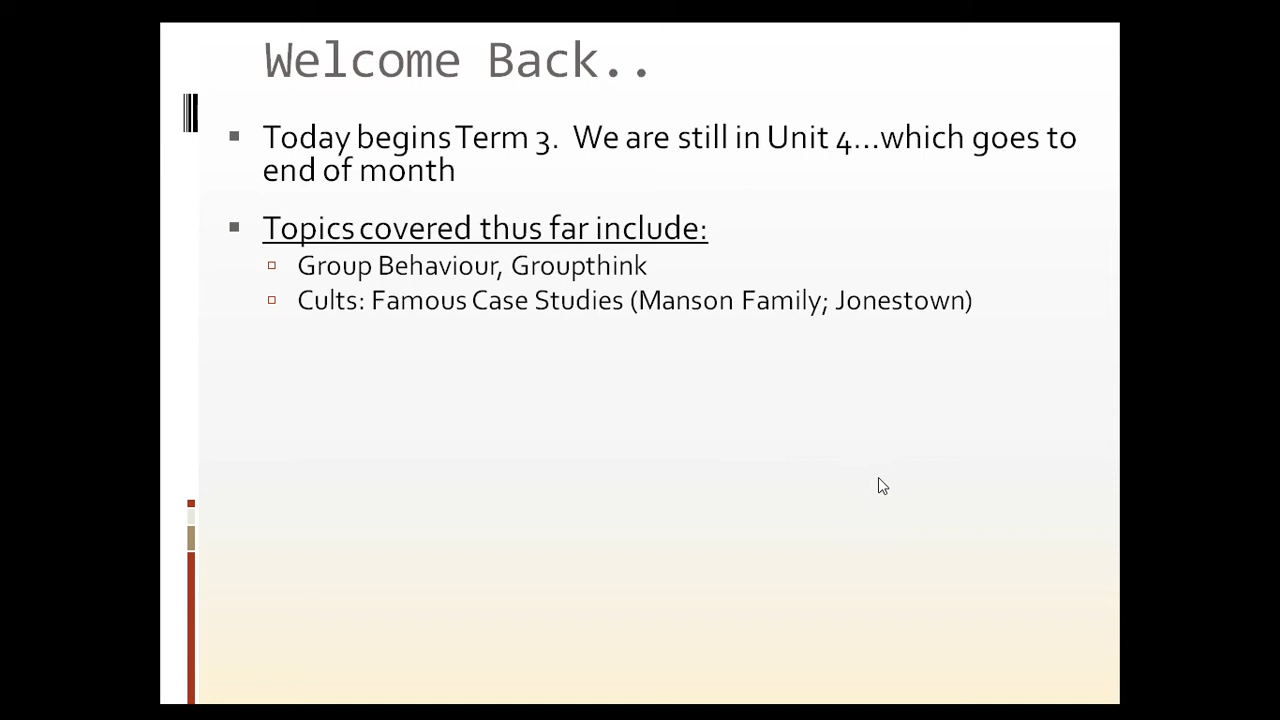 Welcome Back..
Today begins Term 3.  We are still in Unit 4...which goes to
end of month
Topics covered thus far include:
Group Behaviour, Groupthink
Cults: Famous Case Studies (Manson Family; Jonestown)